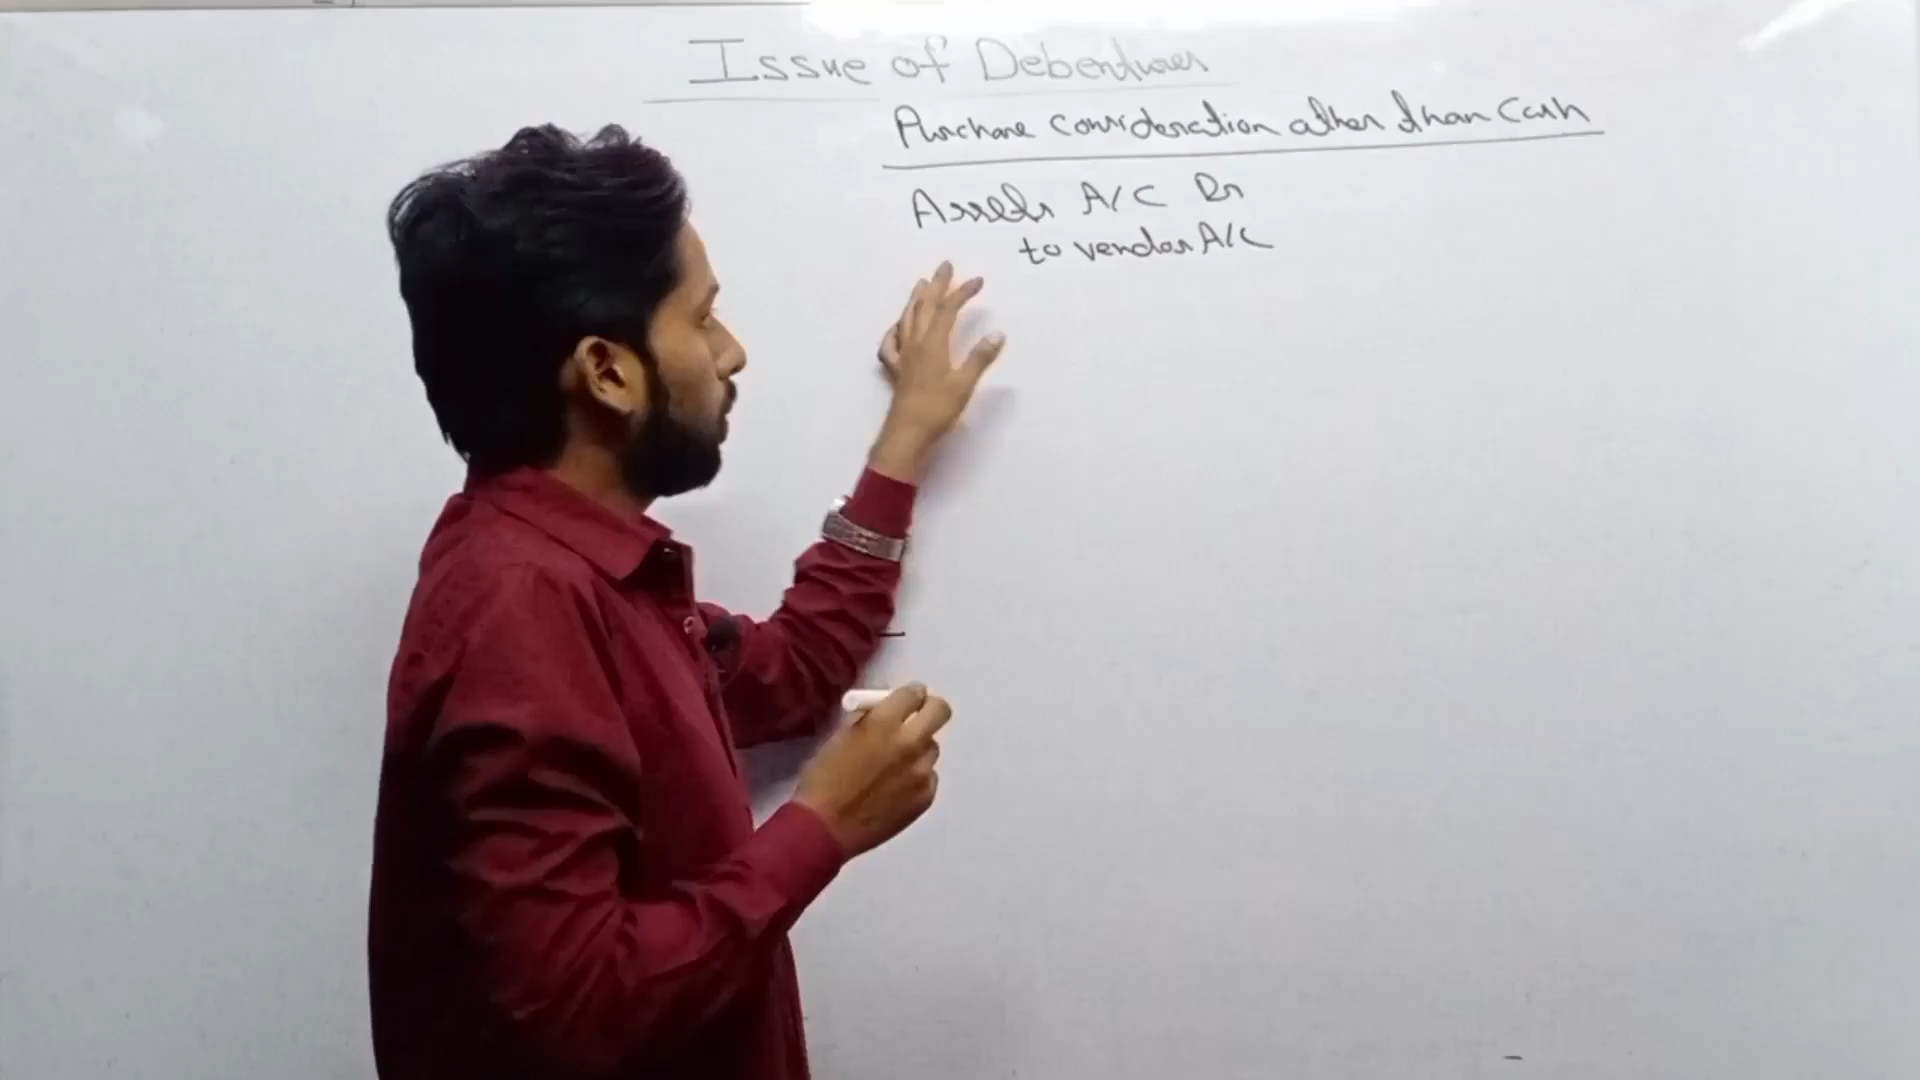 Issue of Debentures
Purchase consideration other than Cash
Assets A/C Dr
to vendor A/C